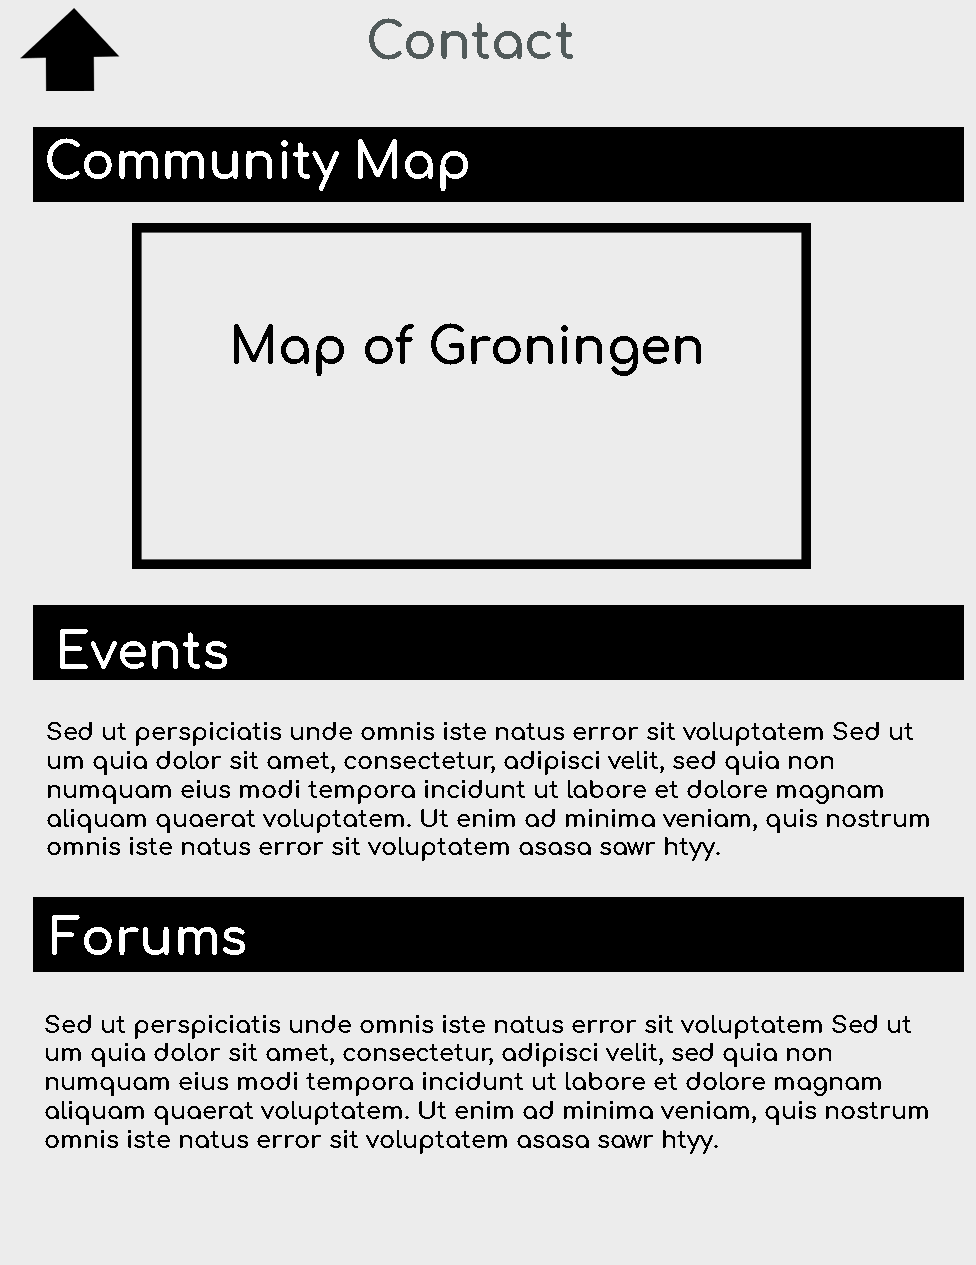 Contact
Community Map
Map of Groningen
Events
Sed ut perspiciatis unde omnis iste natus error sit voluptatem Sed ut
um quia dolor sit amet, consectetur, adipisci velit, sed quia non
numquam eius modi tempora incidunt ut labore et dolore magnam
aliquam quaerat voluptatem. Ut enim ad minima veniam, quis nostrum
omnis iste natus error sit voluptatem asasa sawr htyy.
Forums
Sed ut perspiciatis unde omnis iste natus error sit voluptatem Sed ut
um quia dolor sit amet, consectetur, adipisci velit, sed quia non
numquam eius modi tempora incidunt ut labore et dolore magnam
aliquam quaerat voluptatem. Ut enim ad minima veniam, quis nostrum
omnis iste natus error sit voluptatem asasa sawr htyy.